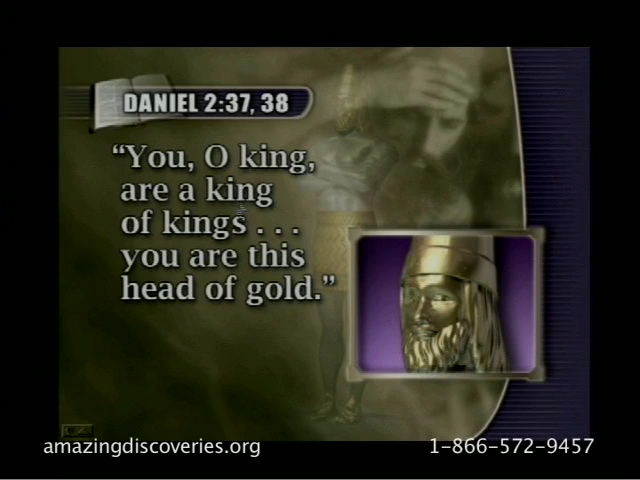 DANIEL 2:37, 38
“You, O king,
are a king
of kings . . .
you are this
head of gold.”
amazingdiscoveries.org
1-866-572-9457